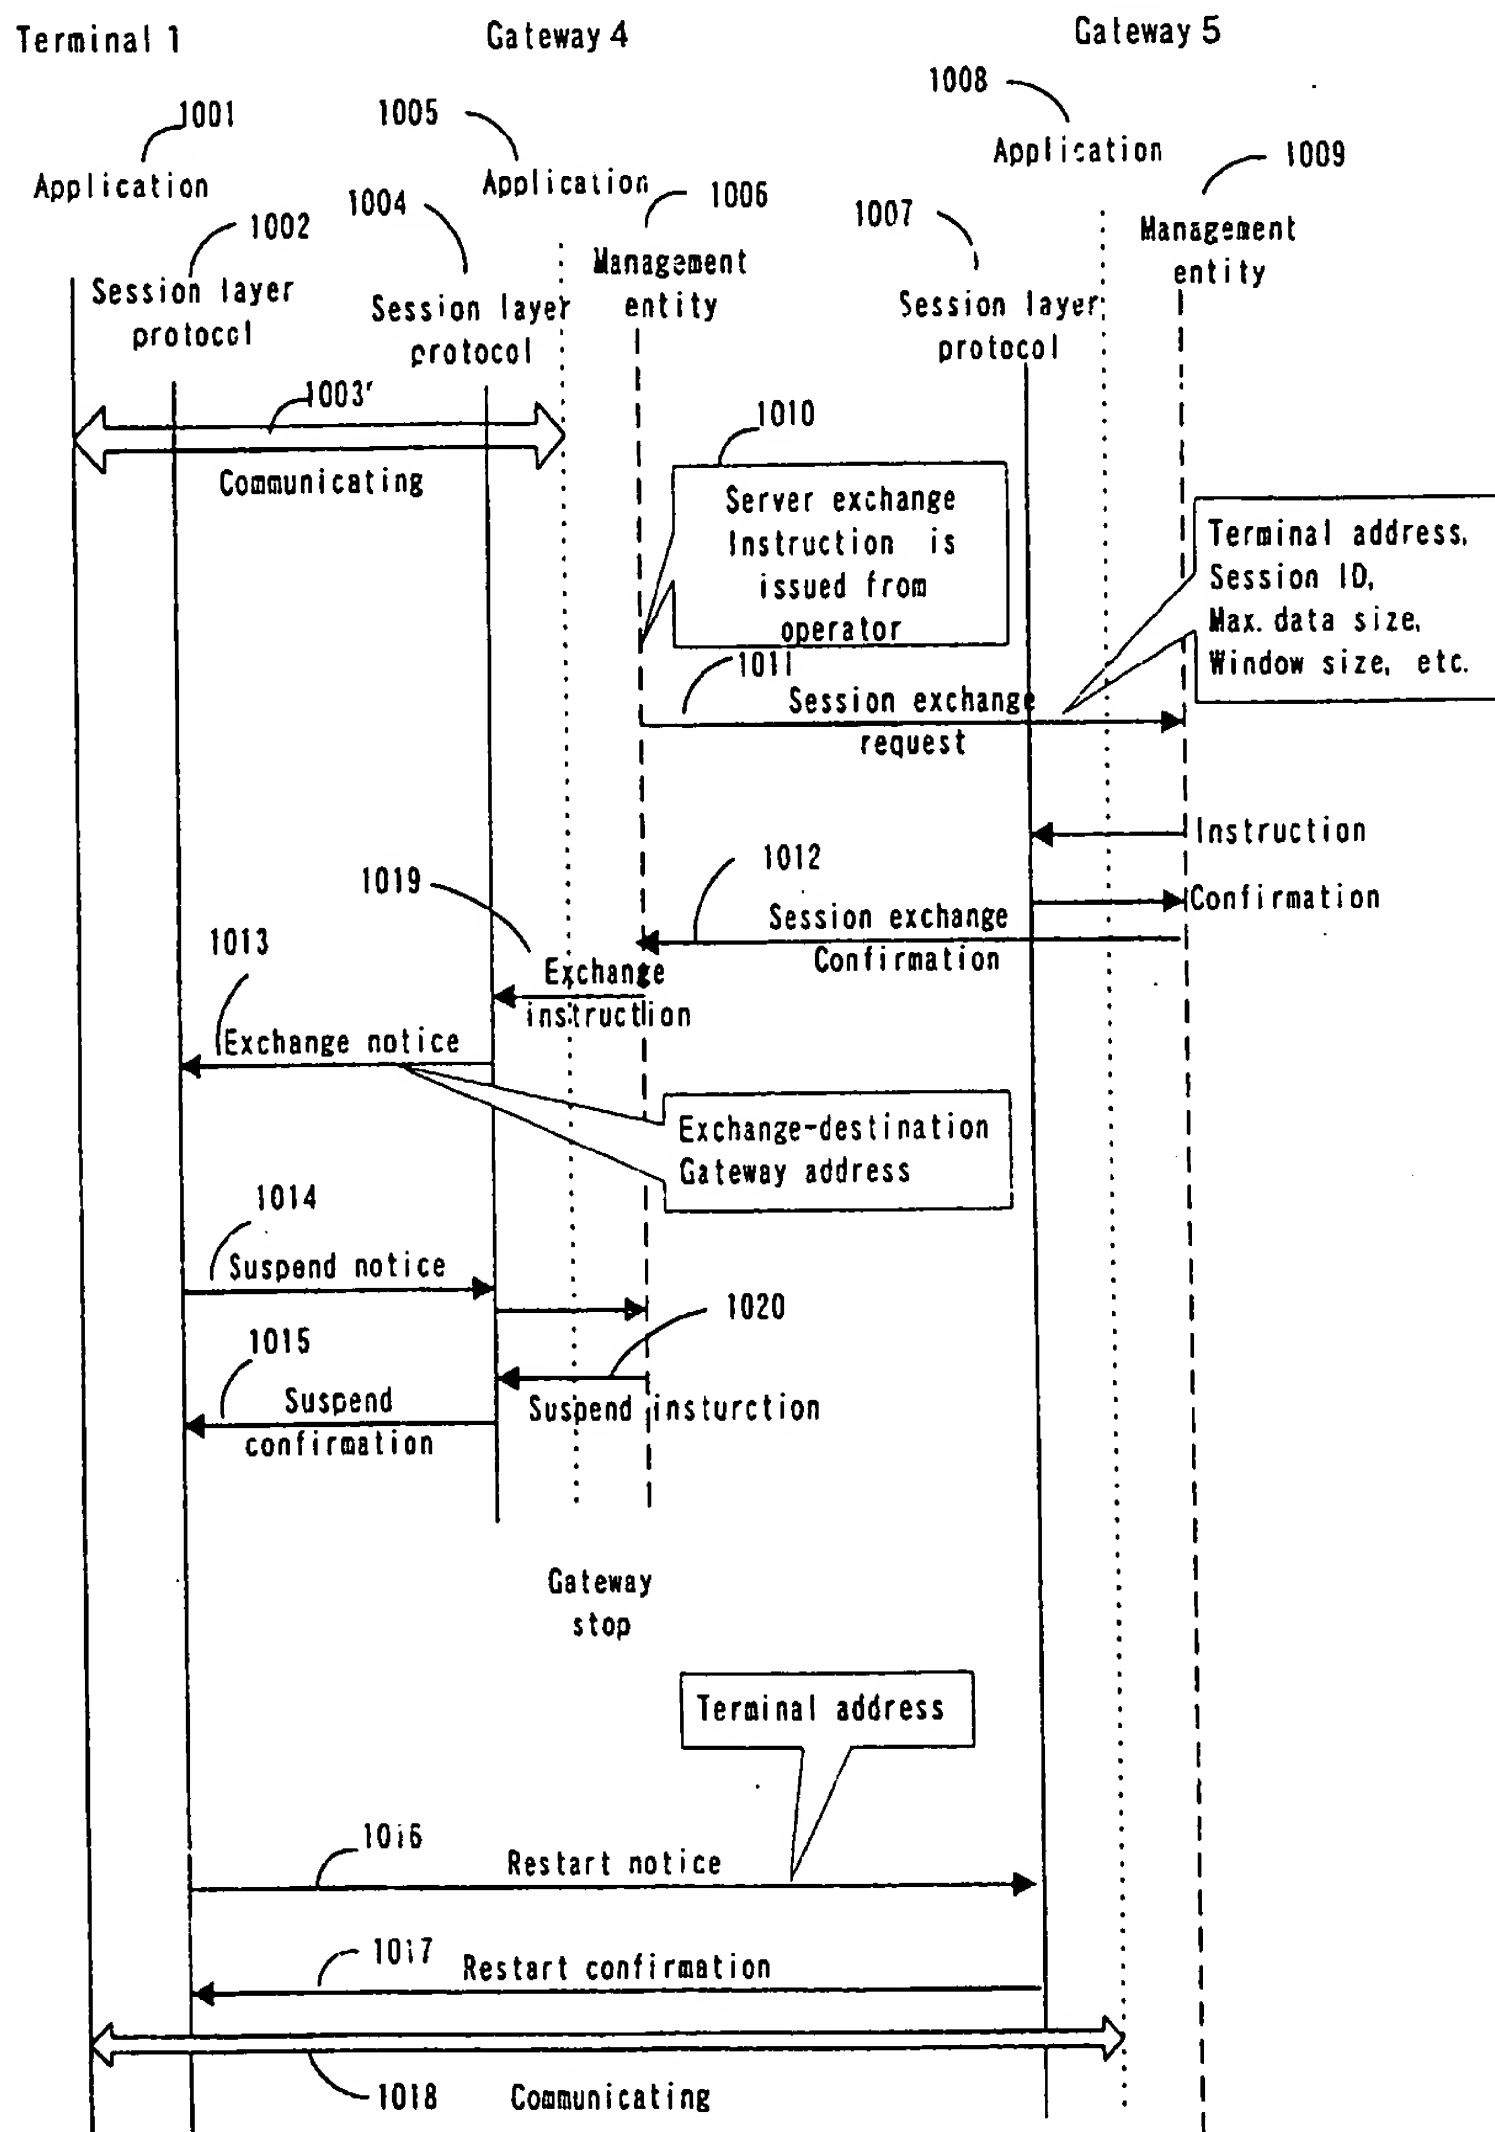 Terminal 1
Gateway 4
Gateway 5
1001
1005
1008
Application
Application
Application
1009
1002
1004
1006
1007
Management
entity
Session layer
protocol
Session layer
protocol
Management
entity
Session layer
protocol
1003'
Communicating
1010
Server exchange
Instruction is
issued from
operator
Terminal address,
Session ID,
Max. data size,
Window size, etc.
1011
Session exchange
request
Instruction
1012
1019
Confirmation
Session exchange
Confirmation
1013
Exchange
instruction
Exchange notice
Exchange-destination
Gateway address
1014
Suspend notice
1020
1015
Suspend
confirmation
Suspend insturction
Gateway
stop
Terminal address
1016
Restart notice
1017
Restart confirmation
1018
Communicating